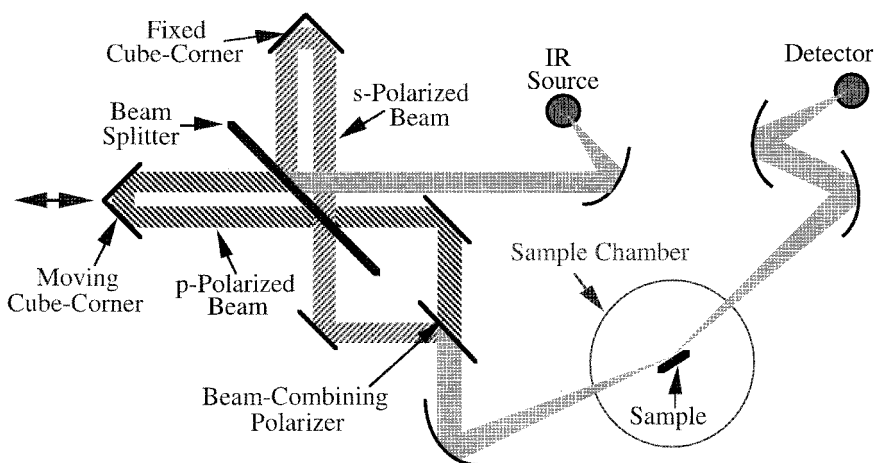 Fixed
Cube-Corner
IR
Source
Detector
s-Polarized
Beam
Beam
Splitter
Sample Chamber
Moving
Cube-Corner
p-Polarized
Beam
Beam-Combining
Polarizer
Sample